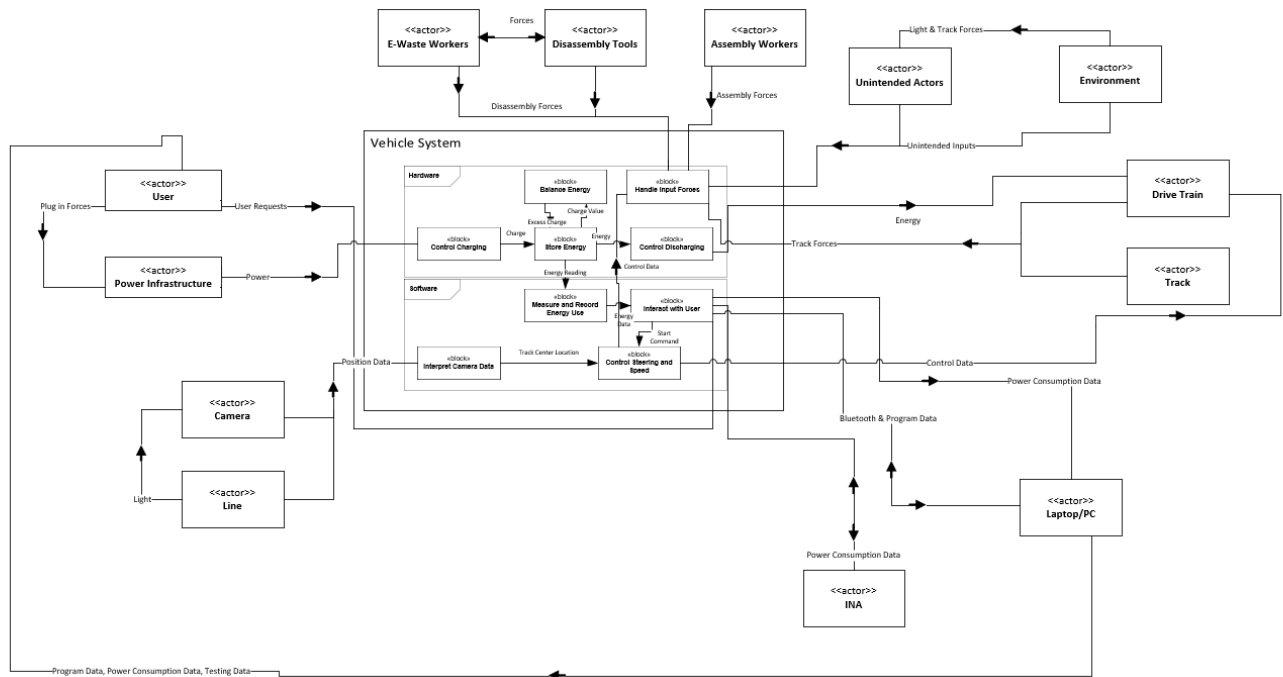 <<actor>>
E-Waste Workers
Forces
<<actor>>
Disassembly Tools
<<actor>>
Assembly Workers
Light & Track Forces
<<actor>>
Unintended Actors
<<actor>>
Environment
Disassembly Forces
Assembly Forces
Unintended Inputs
Vehicle System
Hardware
«block»
Balance Energy
«block»
Handle Input Forces
Excess Charge
Charge Value
<<actor>>
User
Plug in Forces
User Requests
<<actor>>
Drive Train
Energy
Charge
«block»
Control Charging
«block»
Store Energy
Energy
«block»
Control Discharging
Track Forces
<<actor>>
Power Infrastructure
Power
Energy Reading
Control Data
<<actor>>
Track
Software
«block»
Measure and Record
Energy Use
Energy
Data
«block»
Interact with User
Start
Command
Position Data
«block»
Interpret Camera Data
Track Center Location
«block»
Control Steering and
Speed
Control Data
Power Consumption Data
<<actor>>
Camera
Bluetooth & Program Data
Light
<<actor>>
Line
<<actor>>
Laptop/PC
Power Consumption Data
<<actor>>
INA
Program Data, Power Consumption Data, Testing Data